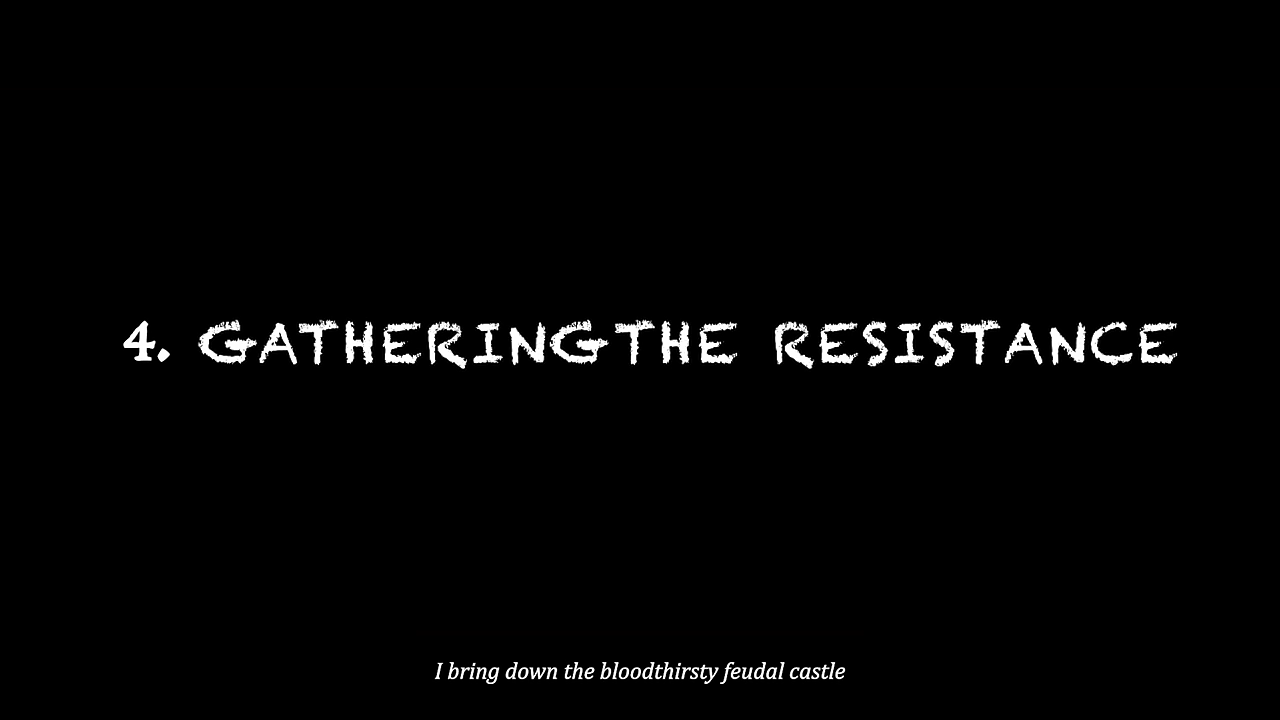 4. GATHERINGTHE RESISTANCE
I bring down the bloodthirsty feudal castle